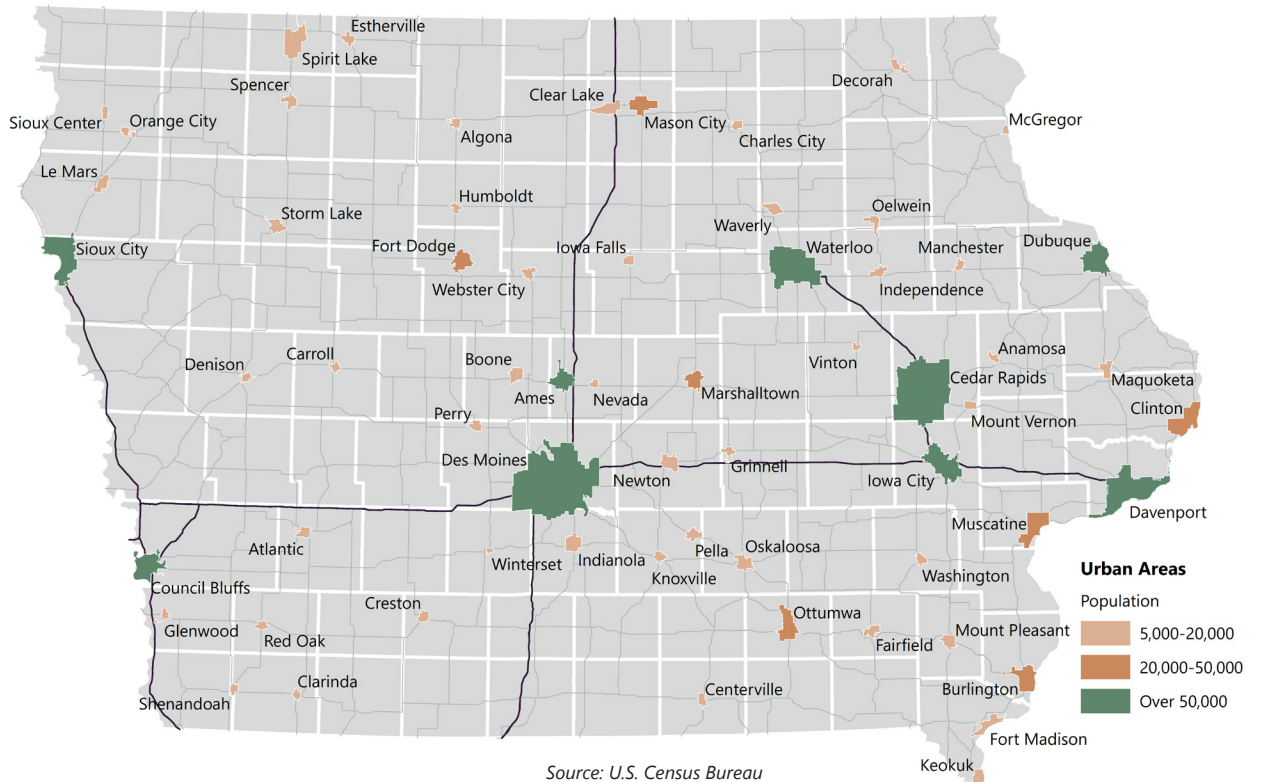 Estherville
Spirit Lake
Spencer
Decorah
Clear Lake
Mason City
Sioux Center
Orange City
Algona
Charles City
McGregor
Le Mars
Humboldt
Storm Lake
Oelwein
Waverly
Fort Dodge
Iowa Falls
Waterloo
Manchester
Dubuque
Sioux City
Webster City
Independence
Denison
Carroll
Boone
Vinton
Anamosa
Ames
Nevada
Marshalltown
Cedar Rapids
Maquoketa
Perry
Clinton
Mount Vernon
Des Moines
Newton
Grinnell
Iowa City
Davenport
Muscatine
Atlantic
Winterset
Indianola
Pella
Oskaloosa
Knoxville
Washington
Council Bluffs
Creston
Glenwood
Red Oak
Ottumwa
Fairfield
Mount Pleasant
Shenandoah
Clarinda
Centerville
Burlington
Fort Madison
Keokuk
Urban Areas
Population
5,000-20,000
20,000-50,000
Over 50,000
Source: U.S. Census Bureau